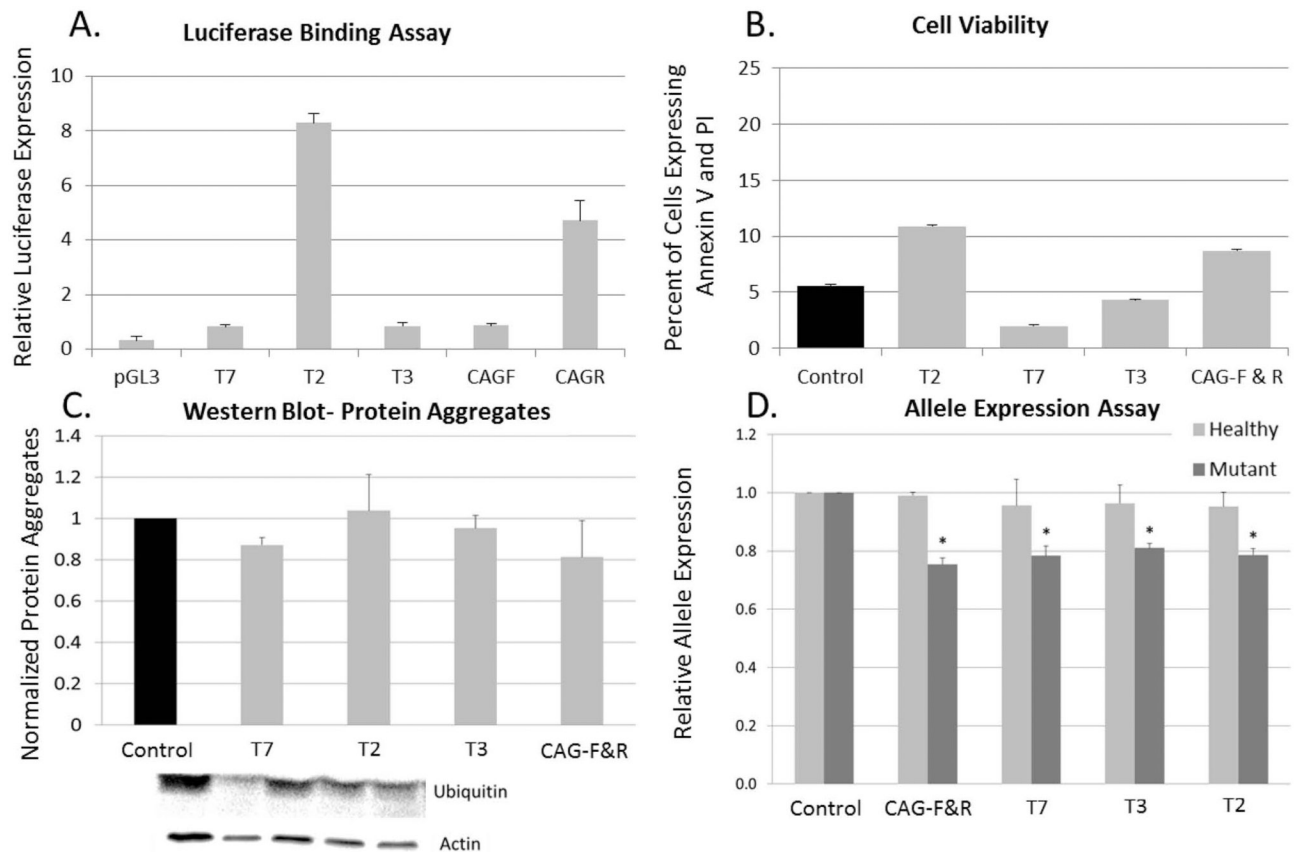 A.
Luciferase Binding Assay
Relative Luciferase Expression
10
8
6
4
2
0
pGL3 T7 T2 T3 CAGF CAGR
B.
Cell Viability
Percent of Cells Expressing
Annexin V and PI
25
20
15
10
5
0
Control T2 T7 T3 CAG-F & R
C.
Western Blot- Protein Aggregates
Normalized Protein Aggregates
1.4
1.2
1
0.8
0.6
0.4
0.2
0
Control T7 T2 T3 CAG-F&R
Ubiquitin
Actin
D.
Allele Expression Assay
Healthy
Mutant
Relative Allele Expression
1.2
1.0
0.8
0.6
0.4
0.2
0.0
* * * *
Control CAG-F&R T7 T3 T2